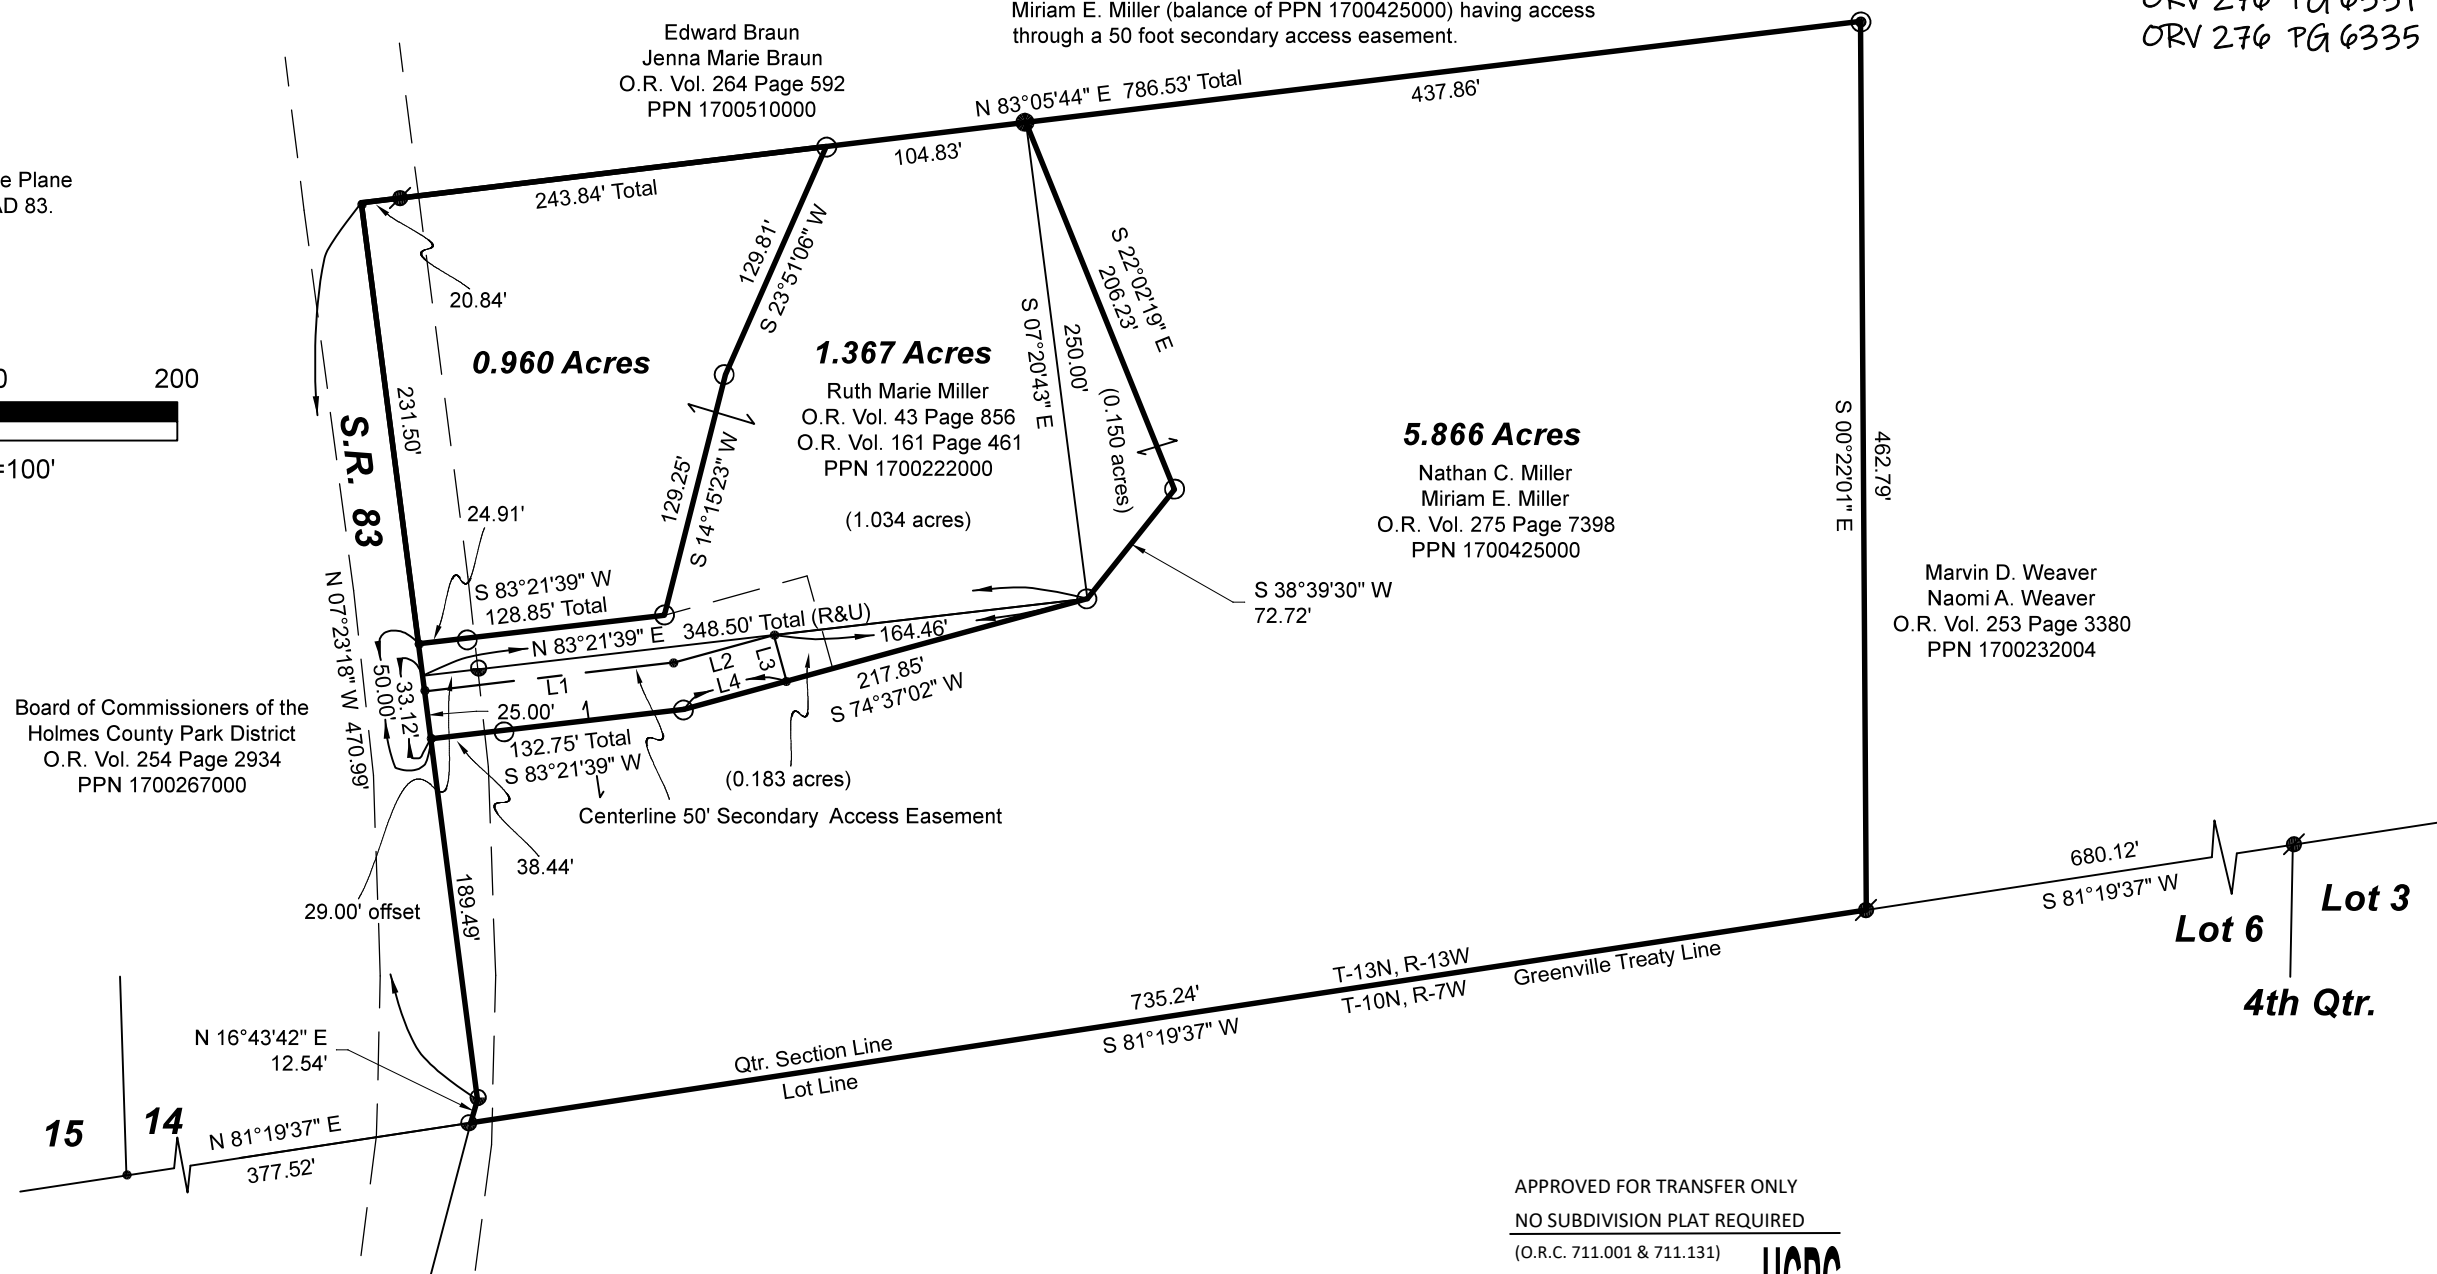 Miriam E. Miller (balance of PPN 1700425000) having access
through a 50 foot secondary access easement.
ORV 276 PG 6335
Edward Braun
Jenna Marie Braun
O.R. Vol. 264 Page 592
PPN 1700510000
N 83°05'44" E 786.53' Total
437.86'
104.83'
243.84' Total
e Plane
AD 83.
20.84'
129.81'
S 23°51'06" W
S 22°02'19" E
206.23'
S 07°20'43" E
250.00'
(0.150 acres)
0.960 Acres
1.367 Acres
Ruth Marie Miller
O.R. Vol. 43 Page 856
O.R. Vol. 161 Page 461
PPN 1700222000
(1.034 acres)
0
200
=100'
S.R. 83
231.50'
5.866 Acres
Nathan C. Miller
Miriam E. Miller
O.R. Vol. 275 Page 7398
PPN 1700425000
S 00°22'01" E
462.79'
129.25'
S 14°15'23" W
24.91'
S 83°21'39" W
128.85' Total
N 83°21'39" E
348.50' Total (R&U)
164.46'
S 38°39'30" W
72.72'
Marvin D. Weaver
Naomi A. Weaver
O.R. Vol. 253 Page 3380
PPN 1700232004
N 07°23'18" W 470.99'
50.00'
33.12'
L1
L2
L3
L4
25.00'
217.85'
S 74°37'02" W
132.75' Total
S 83°21'39" W
(0.183 acres)
Centerline 50' Secondary Access Easement
Board of Commissioners of the
Holmes County Park District
O.R. Vol. 254 Page 2934
PPN 1700267000
38.44'
29.00' offset
189.49'
680.12'
S 81°19'37" W
Lot 6
Lot 3
4th Qtr.
T-13N, R-13W
T-10N, R-7W
Greenville Treaty Line
735.24'
S 81°19'37" W
Qtr. Section Line
Lot Line
N 16°43'42" E
12.54'
15
14
N 81°19'37" E
377.52'
APPROVED FOR TRANSFER ONLY
NO SUBDIVISION PLAT REQUIRED
(O.R.C. 711.001 & 711.131)